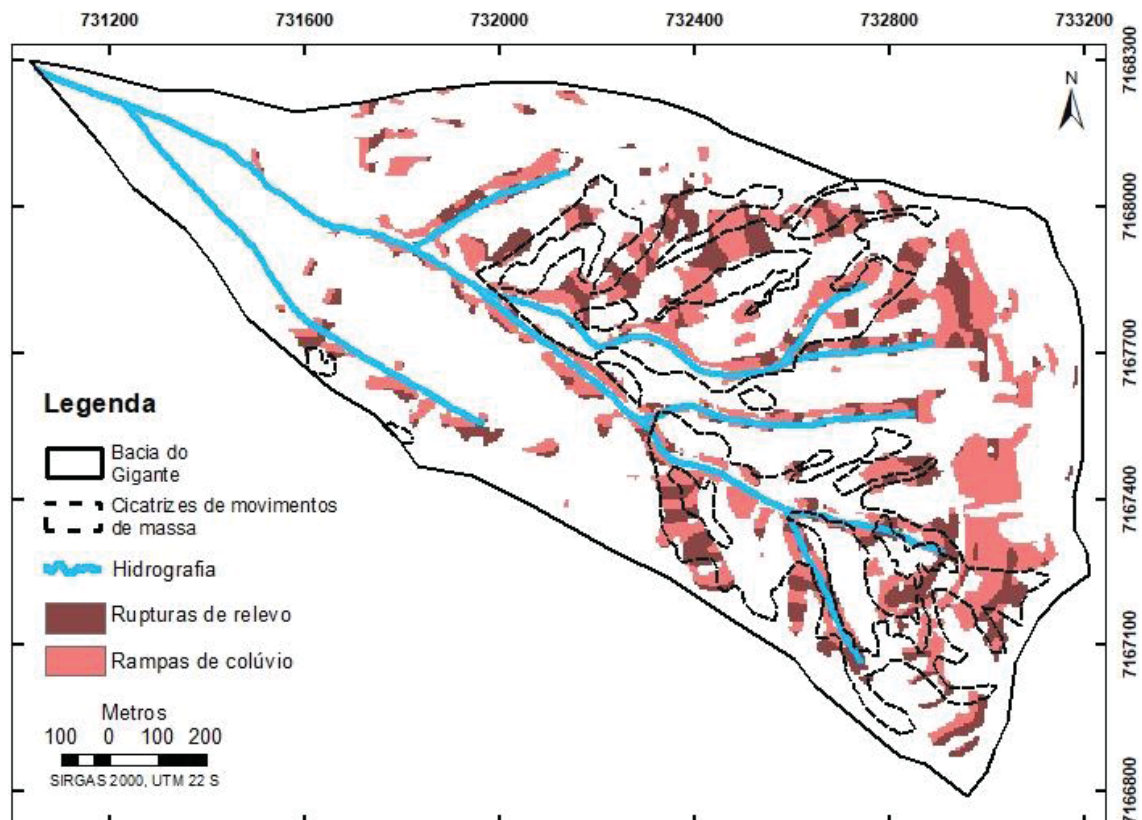 731200 731600 732000 732400 732800 733200
7168300
N
7168000
7167700
Legenda
Bacia do
Gigante
Cicatrizes de movimentos
de massa
7167400
Hidrografia
Rupturas de relevo
7167100
Rampas de colúvio
Metros
100 0 100 200
SIRGAS 2000, UTM 22 S
7166800